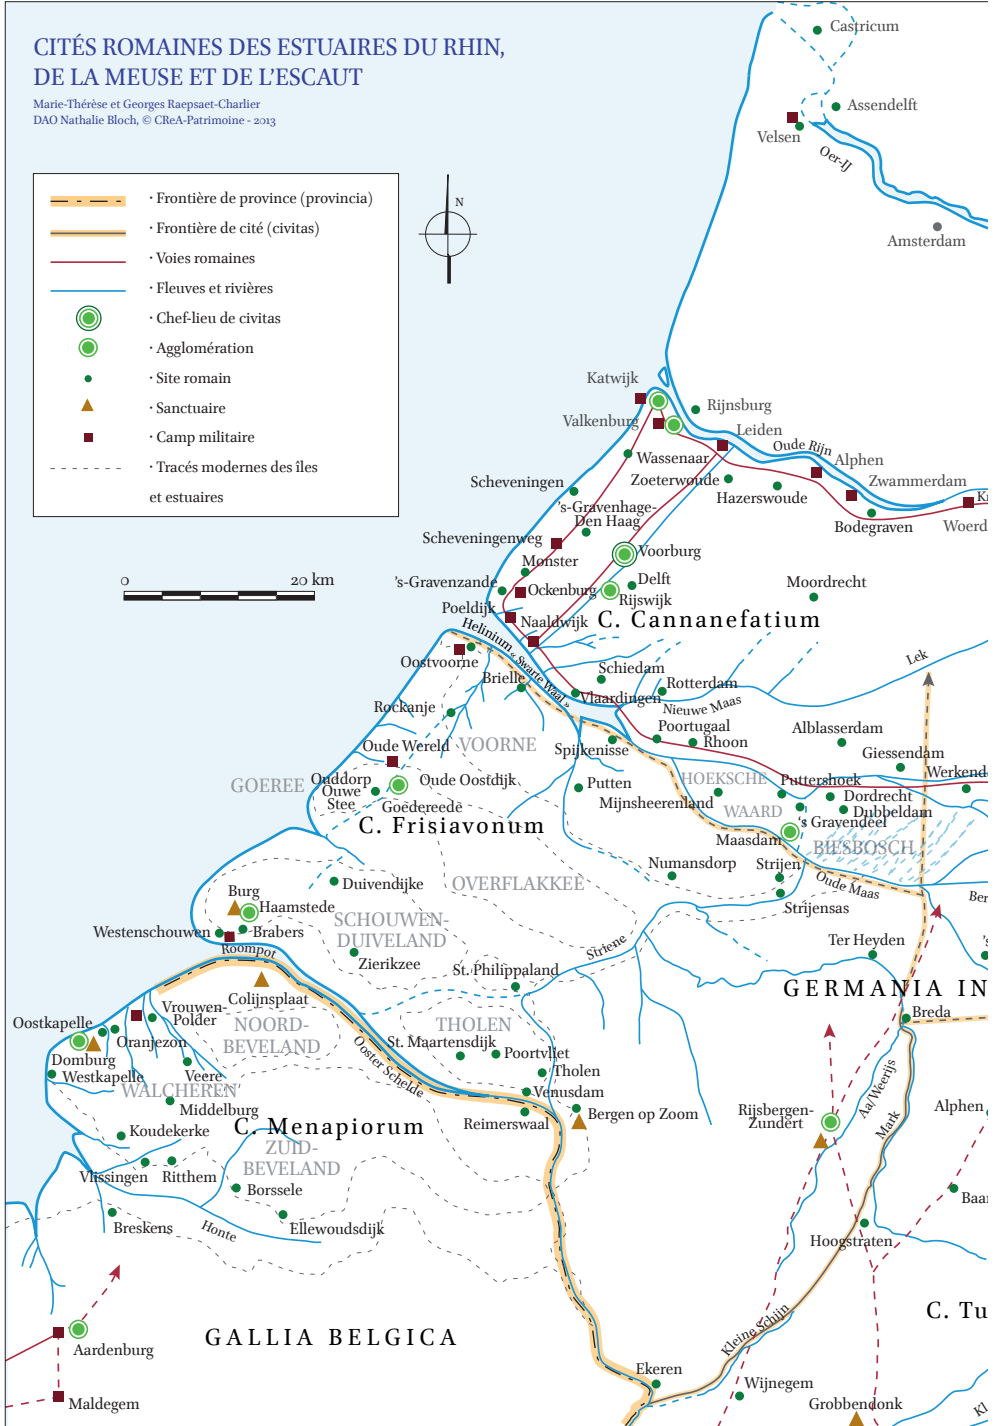 CITÉS ROMAINES DES ESTUAIRES DU RHIN,
DE LA MEUSE ET DE L'ESCAUT
Marie-Thérèse et Georges Raepsaet-Charlier
DAO Nathalie Bloch, © CReA-Patrimoine - 2013
· Frontière de province (provincia)
· Frontière de cité (civitas)
· Voies romaines
· Fleuves et rivières
· Chef-lieu de civitas
· Agglomération
· Site romain
· Sanctuaire
· Camp militaire
· Tracés modernes des îles
et estuaires
N
0 20 km
Castricum
Assendelft
Velsen
Oer-IJ
Amsterdam
Katwijk
Rijnsburg
Valkenburg
Leiden
Oude Rijn
Wassenaar
Alphen
Zoeterwoude
Zwammerdam
Scheveningen
Hazerswoude
's-Gravenhage-
Den Haag
Bodegraven
Woerd
Scheveningenweg
Voorburg
Monster
's-Gravenzande
Ockenburg
Delft
Rijswijk
Moordrecht
Poeldijk
Naaldwijk
C. Cannanefatium
Helinium « Swarte Waal »
Oostvoorne
Lek
Schiedam
Brielle
Rotterdam
Vlaardingen
Nieuwe Maas
Rockanje
Poortugaal
Alblasserdam
Oude Wereld
VOORNE
Spijkenisse
Rhoon
Giessendam
GOEREE
Ouddorp
Ouwe
Stee
Oude Oostdijk
Putten
HOEKSCHE
WAARD
Puttershoek
Werkend
Goedereede
Mijnsheerenland
Dordrecht
Dubbeldam
C. Frisiavonum
's Gravendeel
Maasdam
BIESBOSCH
Numansdorp
Strijen
Oude Maas
Duivendijke
OVERFLAKKEE
Burg
Haamstede
Strijensas
Ber
SCHOUWEN-
DUIVELAND
Westenschouwen
Brabers
Roompot
Zierikzee
Striene
Ter Heyden
St. Philippaland
GERMANIA IN
Colijnsplaat
Vrouwen-
Polder
Oostkapelle
Oranjezon
NOORD-
BEVELAND
THOLEN
Breda
St. Maartensdijk
Poortvliet
Domburg
Westkapelle
Veere
Ooster Schelde
Tholen
WALCHEREN
Venusdam
Middelburg
Reimerswaal
Bergen op Zoom
Rijsbergen-
Zundert
Aa/Weerijs
Mark
Alphen
Koudekerke
C. Menapiorum
ZUID-
BEVELAND
Vlissingen
Ritthem
Borssele
Baar
Breskens
Honte
Ellewoudsdijk
Hoogstraten
C. Tu
GALLIA BELGICA
Aardenburg
Kleine Schijn
Ekeren
Wijnegem
Maldegem
Grobbendonk
Kl